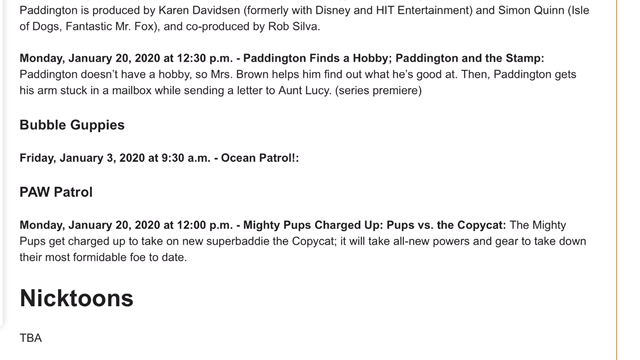 Paddington is produced by Karen Davidsen (formerly with Disney and HIT Entertainment) and Simon Quinn (Isle
of Dogs, Fantastic Mr. Fox), and co-produced by Rob Silva.
Monday, January 20, 2020 at 12:30 p.m. - Paddington Finds a Hobby; Paddington and the Stamp:
Paddington doesn't have a hobby, so Mrs. Brown helps him find out what he's good at. Then, Paddington gets
his arm stuck in a mailbox while sending a letter to Aunt Lucy. (series premiere)
Bubble Guppies
Friday, January 3, 2020 at 9:30 a.m. - Ocean Patrol!:
PAW Patrol
Monday, January 20, 2020 at 12:00 p.m. - Mighty Pups Charged Up: Pups vs. the Copycat: The Mighty
Pups get charged up to take on new superbaddie the Copycat; it will take all-new powers and gear to take down
their most formidable foe to date.
Nicktoons
TBA